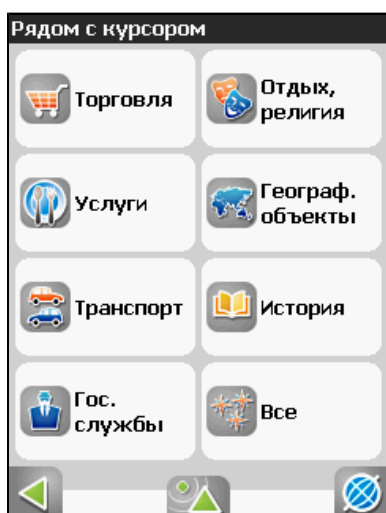 Рядом с курсором
Торговля
Отдых,
религия
Услуги
Географ.
объекты
Транспорт
История
Гос.
службы
Все